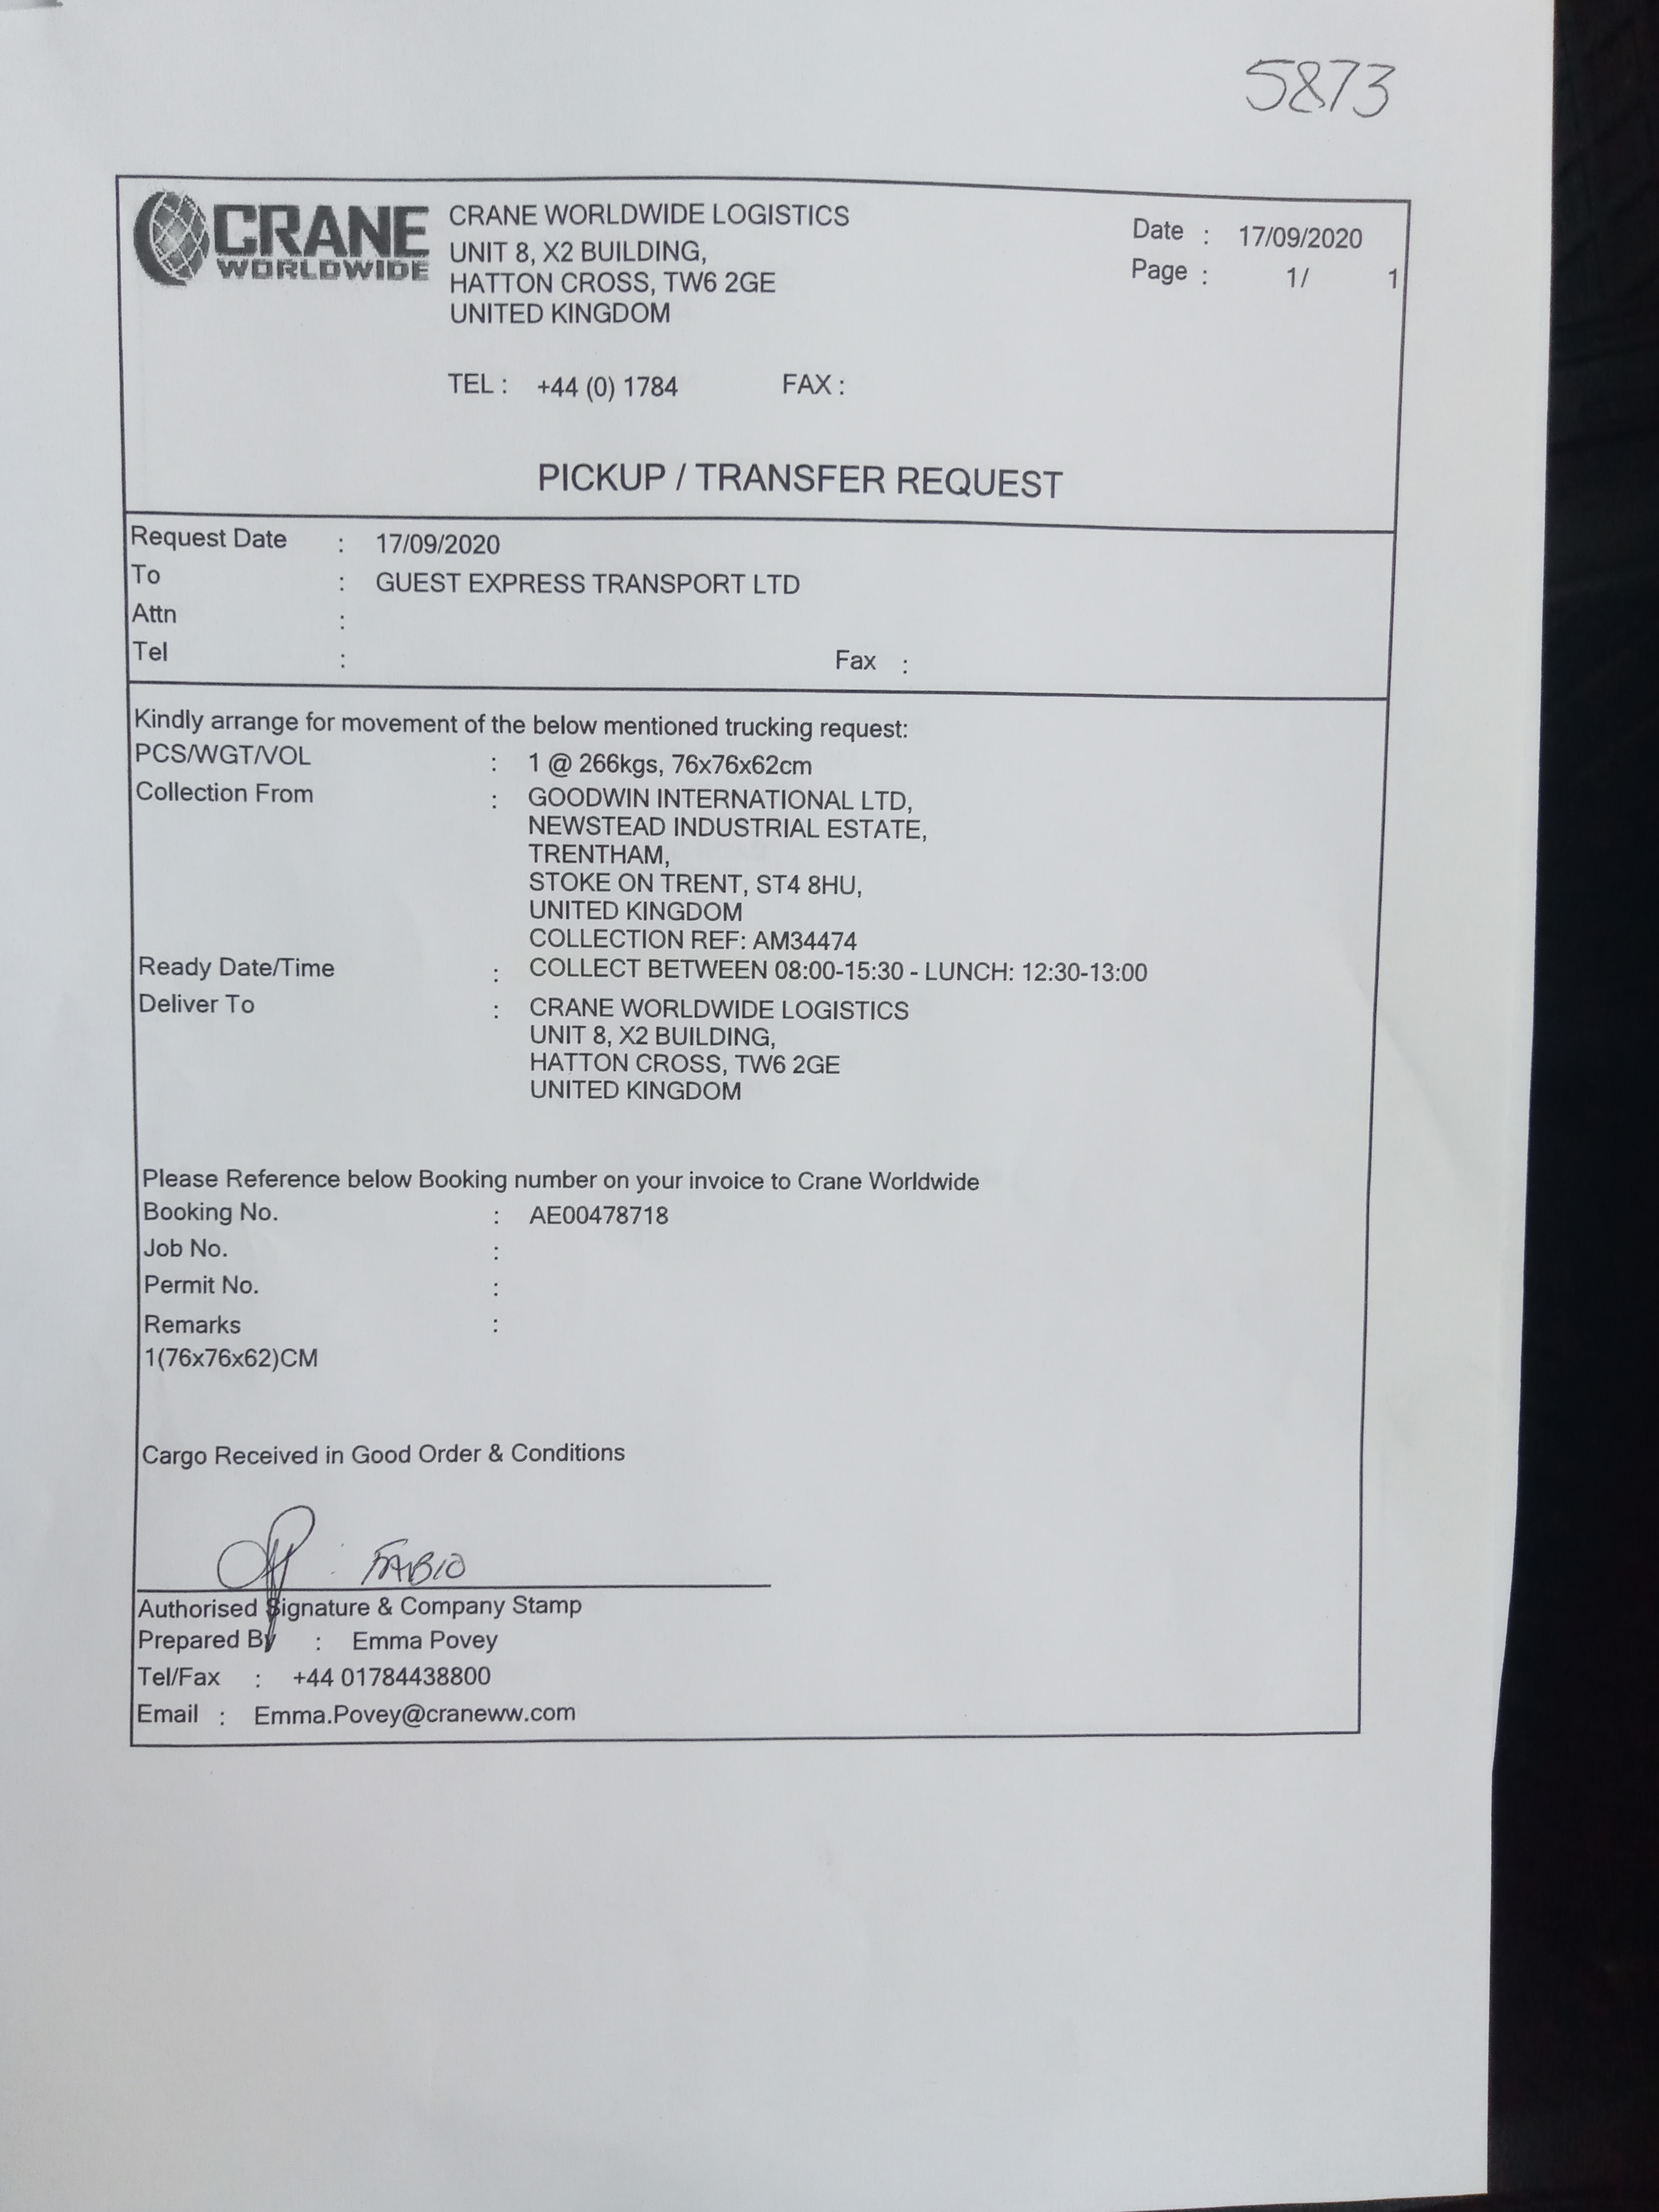 5873
CRANE
WORLDWIDE
CRANE WORLDWIDE LOGISTICS
UNIT 8, X2 BUILDING,
HATTON CROSS, TW6 2GE
UNITED KINGDOM
Date : 17/09/2020
Page : 1/ 1
TEL : +44 (0) 1784 FAX :
PICKUP / TRANSFER REQUEST
Request Date : 17/09/2020
To : GUEST EXPRESS TRANSPORT LTD
Attn :
Tel : Fax :
Kindly arrange for movement of the below mentioned trucking request:
PCS/WGT/VOL : 1 @ 266kgs, 76x76x62cm
Collection From : GOODWIN INTERNATIONAL LTD,
NEWSTEAD INDUSTRIAL ESTATE,
TRENTHAM,
STOKE ON TRENT, ST4 8HU,
UNITED KINGDOM
COLLECTION REF: AM34474
Ready Date/Time : COLLECT BETWEEN 08:00-15:30 - LUNCH: 12:30-13:00
Deliver To : CRANE WORLDWIDE LOGISTICS
UNIT 8, X2 BUILDING,
HATTON CROSS, TW6 2GE
UNITED KINGDOM
Please Reference below Booking number on your invoice to Crane Worldwide
Booking No. : AE00478718
Job No. :
Permit No. :
Remarks :
1(76x76x62)CM
Cargo Received in Good Order & Conditions
FABIO
Authorised Signature & Company Stamp
Prepared By : Emma Povey
Tel/Fax : +44 01784438800
Email : Emma.Povey@craneww.com